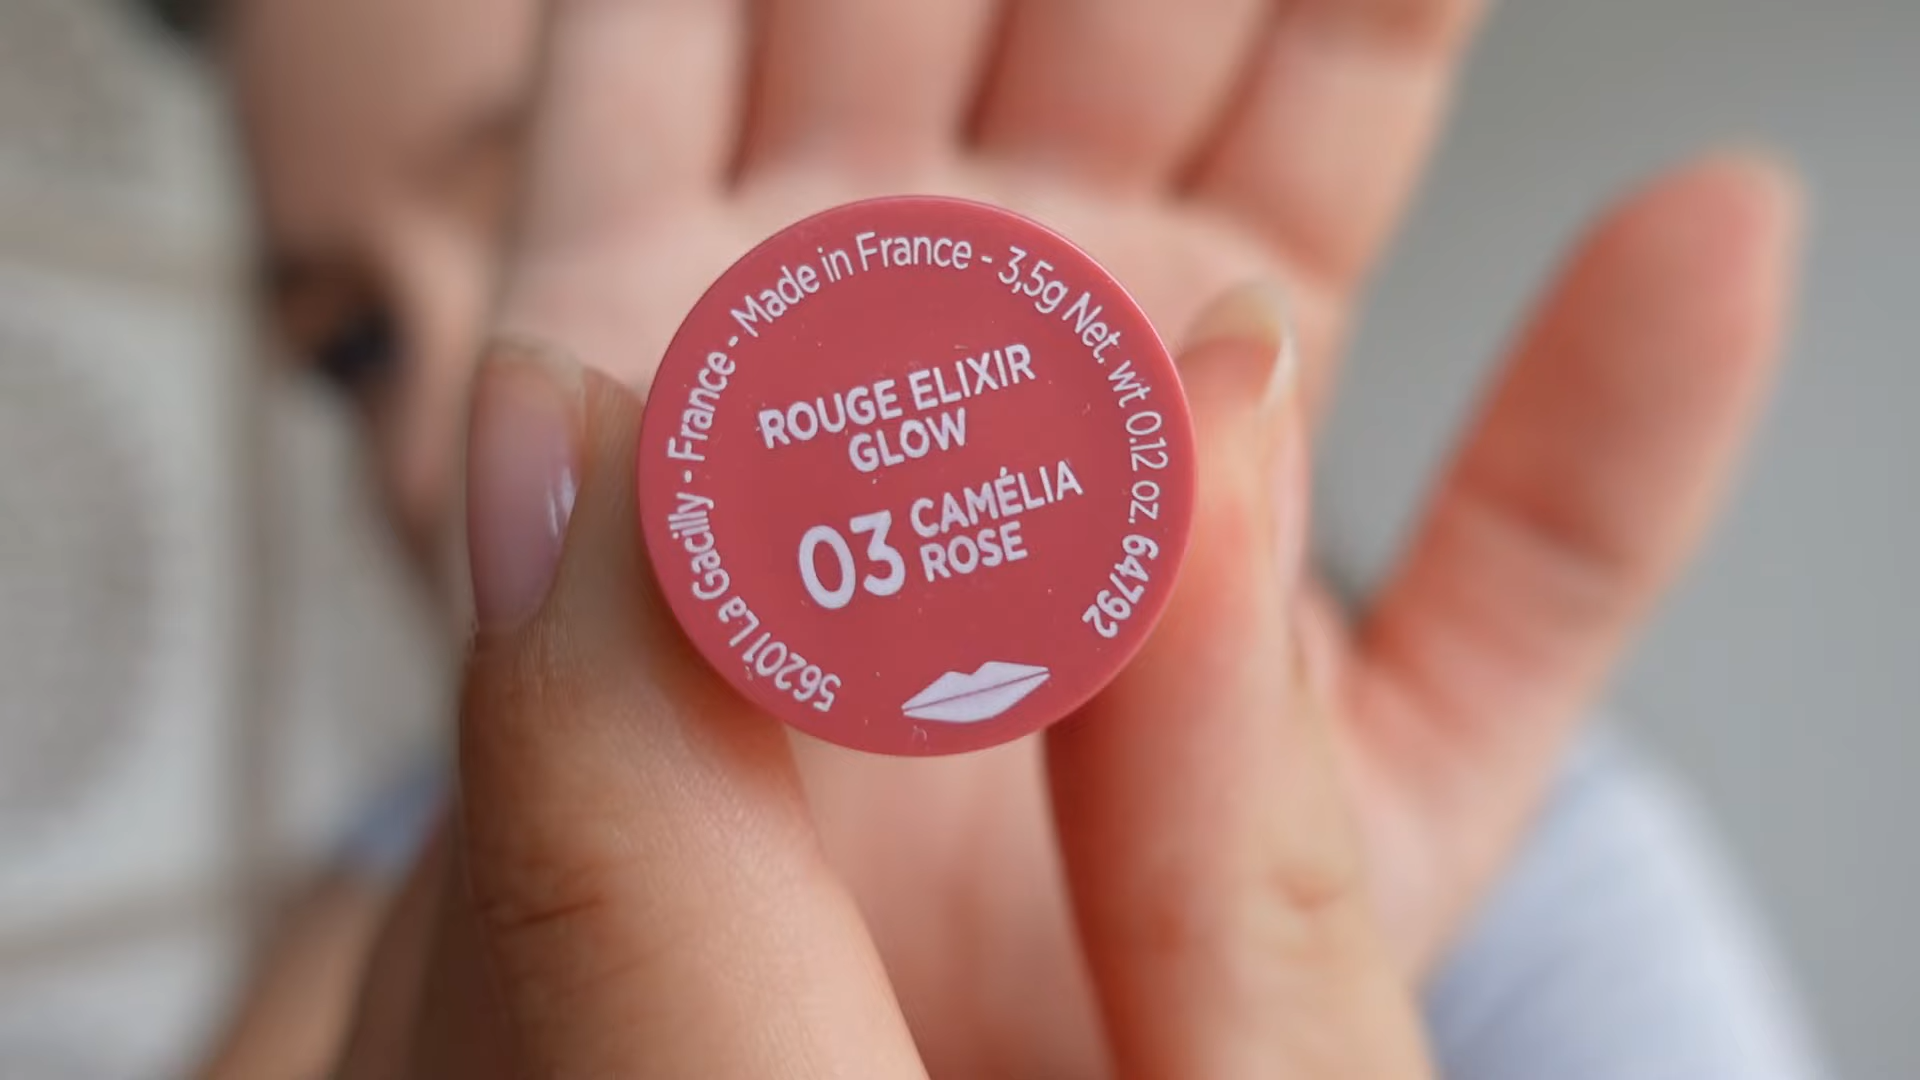 56201 La Gacilly - France - Made in France - 3,5g Net. wt 0.12 oz. 64792
ROUGE ELIXIR
GLOW
03 CAMÉLIA
ROSE